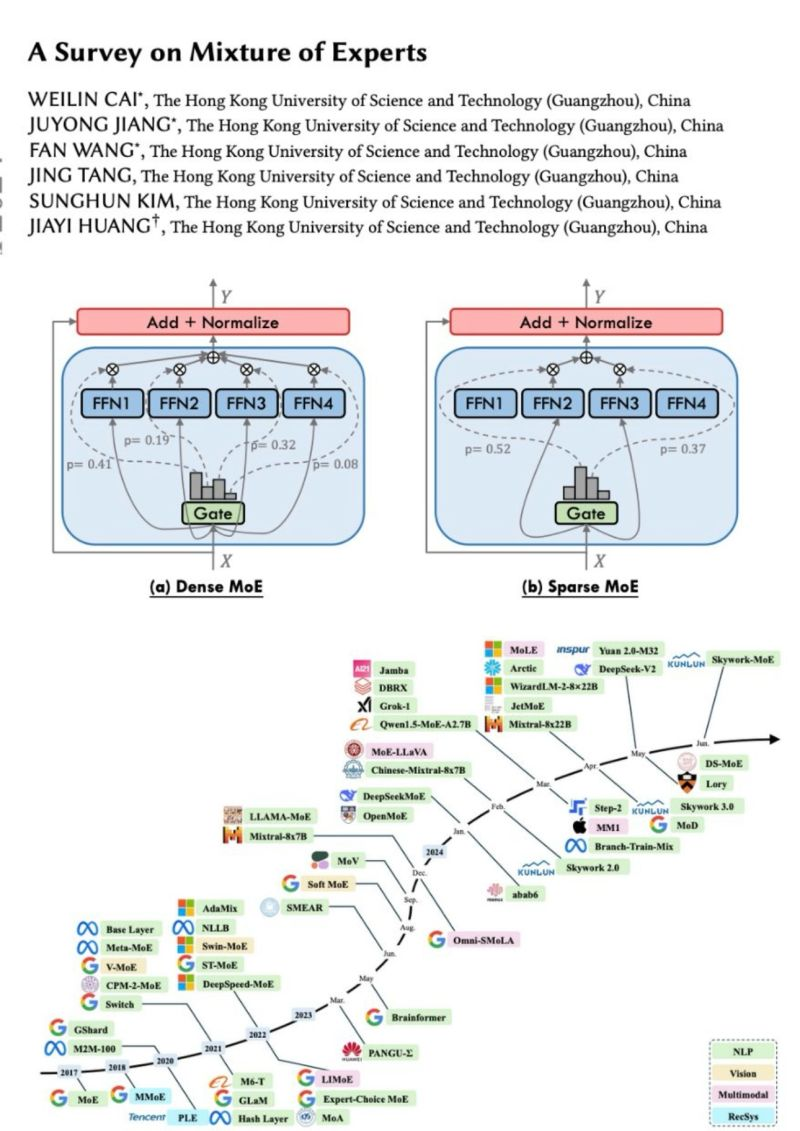 A Survey on Mixture of Experts
WEILIN CAI*, The Hong Kong University of Science and Technology (Guangzhou), China
JUYONG JIANG*, The Hong Kong University of Science and Technology (Guangzhou), China
FAN WANG*, The Hong Kong University of Science and Technology (Guangzhou), China
JING TANG, The Hong Kong University of Science and Technology (Guangzhou), China
SUNGHUN KIM, The Hong Kong University of Science and Technology (Guangzhou), China
JIAYI HUANG†, The Hong Kong University of Science and Technology (Guangzhou), China
Y
Add + Normalize
FFN1 FFN2 FFN3 FFN4
p= 0.19
p= 0.32
p= 0.41
p= 0.08
Gate
X
(a) Dense MoE
Y
Add + Normalize
FFN1 FFN2 FFN3 FFN4
p= 0.52
p= 0.37
Gate
X
(b) Sparse MoE
MoLE
inspur Yuan 2.0-M32
Arctic
DeepSeek-V2
KUNLUN Skywork-MoE
WizardLM-2-8×22B
JetMoE
Mixtral-8x22B
AI21 Jamba
DBRX
Grok-1
Qwen1.5-MoE-A2.7B
MoE-LLaVA
Chinese-Mixtral-8x7B
DeepSeekMoE
OpenMoE
LLAMA-MoE
Mixtral-8x7B
MoV
Soft MoE
SMEAR
AdaMix
NLLB
Swin-MoE
ST-MoE
DeepSpeed-MoE
Base Layer
Meta-MoE
V-MoE
CPM-2-MoE
Switch
GShard
M2M-100
2017
2018
2020
2021
2022
2023
Mar.
May
Jun.
Aug.
Sep.
Dec.
2024
Jan.
Feb.
Mar.
Apr.
May
Jun.
DS-MoE
Lory
Step-2
KUNLUN Skywork 3.0
MM1
MoD
Branch-Train-Mix
KUNLUN Skywork 2.0
abab6
Omni-SMoLA
Brainformer
HUAWEI PANGU-Σ
M6-T
LIMoE
GLaM
Expert-Choice MoE
Hash Layer
MoA
MoE
MMoE
Tencent PLE
NLP
Vision
Multimodal
RecSys